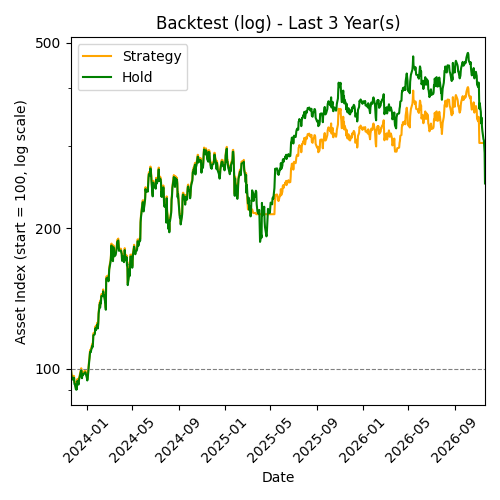 Backtest (log) - Last 3 Year(s)
Strategy
Hold
500
200
100
Asset Index (start = 100, log scale)
2024-01
2024-05
2024-09
2025-01
2025-05
2025-09
2026-01
2026-05
2026-09
Date